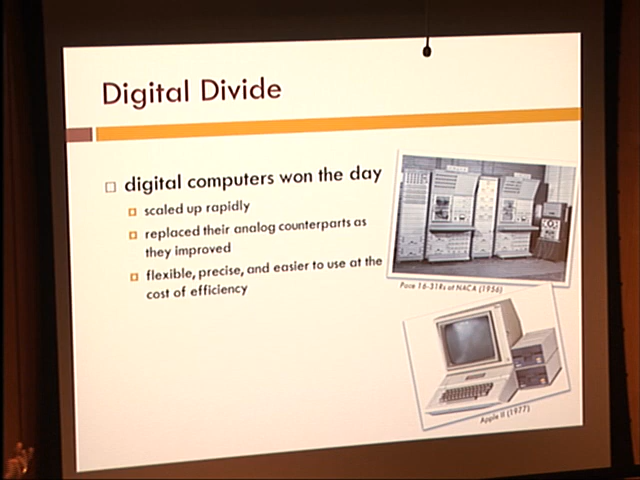 Digital Divide
digital computers won the day
scaled up rapidly
replaced their analog counterparts as
they improved
flexible, precise, and easier to use at the
cost of efficiency
Pace 16-31Rs at NACA (1956)
Apple II (1977)